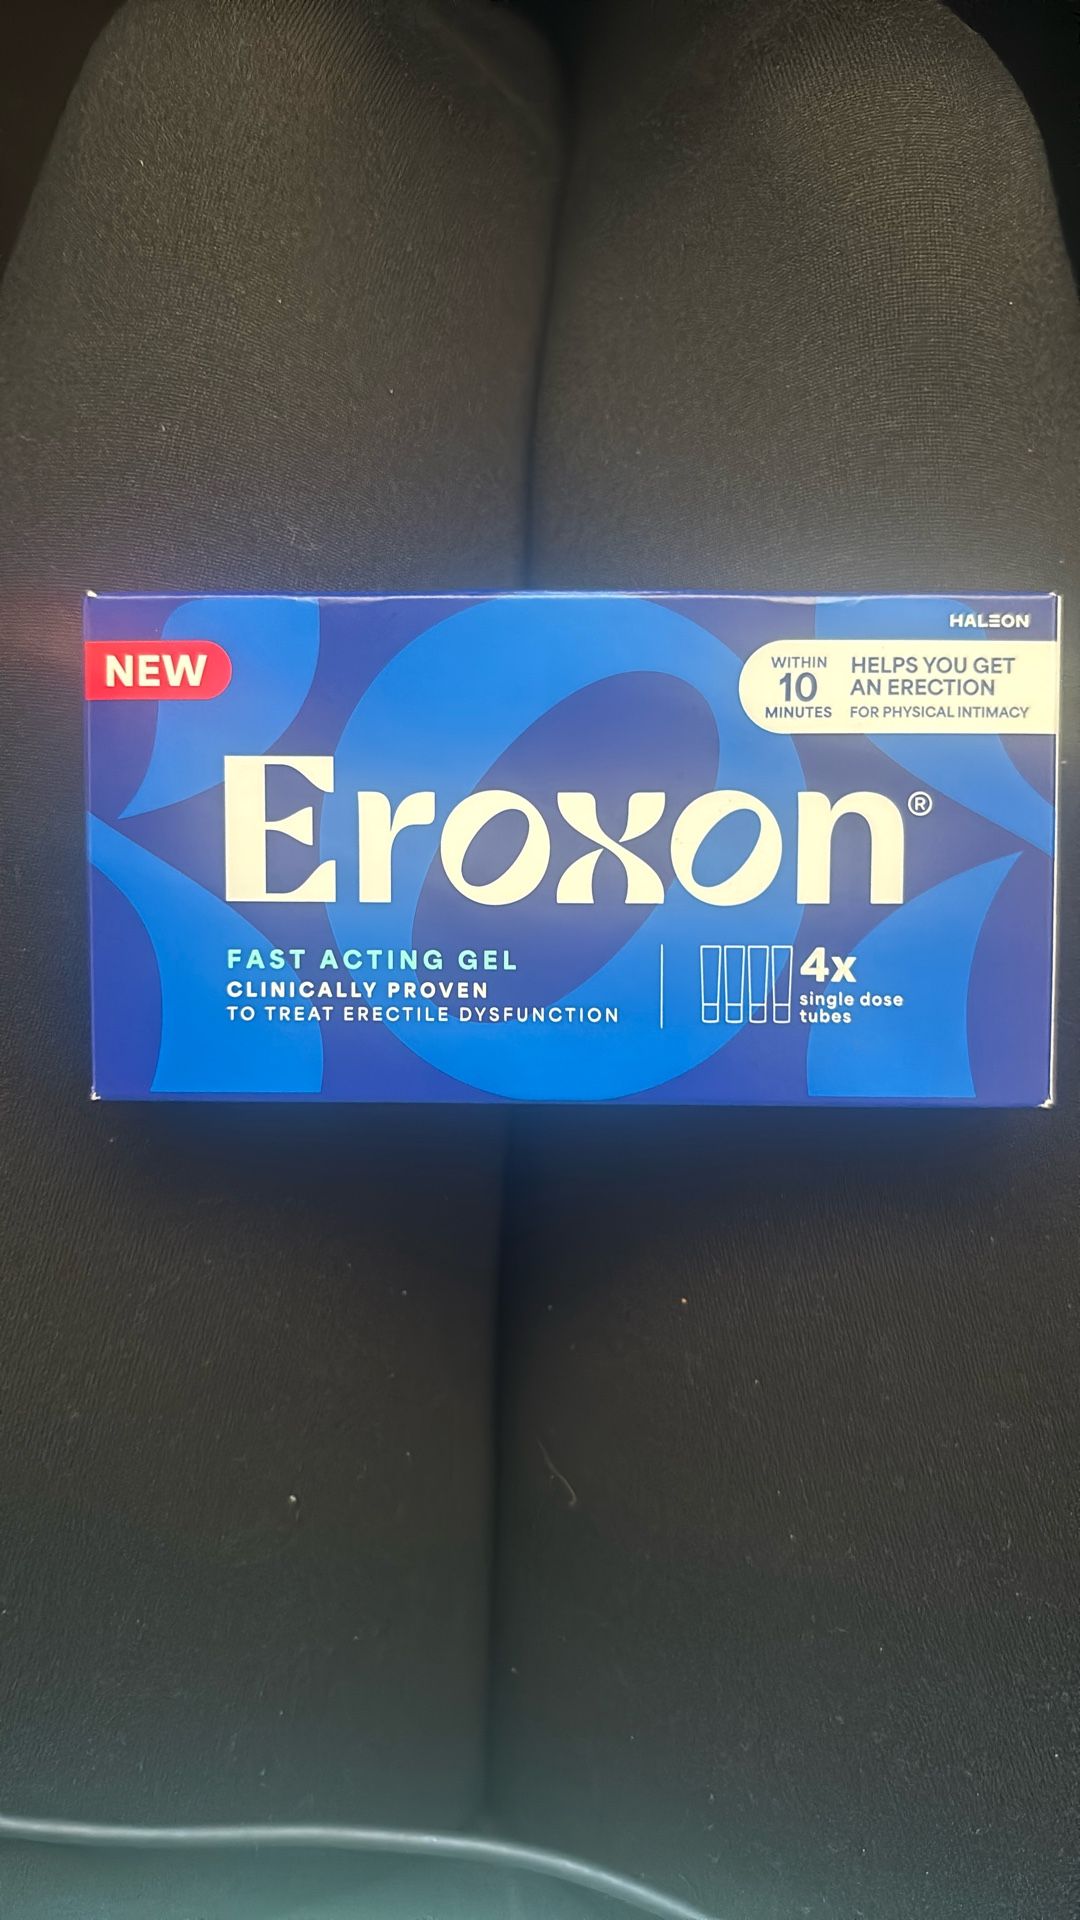 HALEON
NEW
WITHIN
10
MINUTES
HELPS YOU GET
AN ERECTION
FOR PHYSICAL INTIMACY
Eroxon®
FAST ACTING GEL
CLINICALLY PROVEN
TO TREAT ERECTILE DYSFUNCTION
4x
single dose
tubes